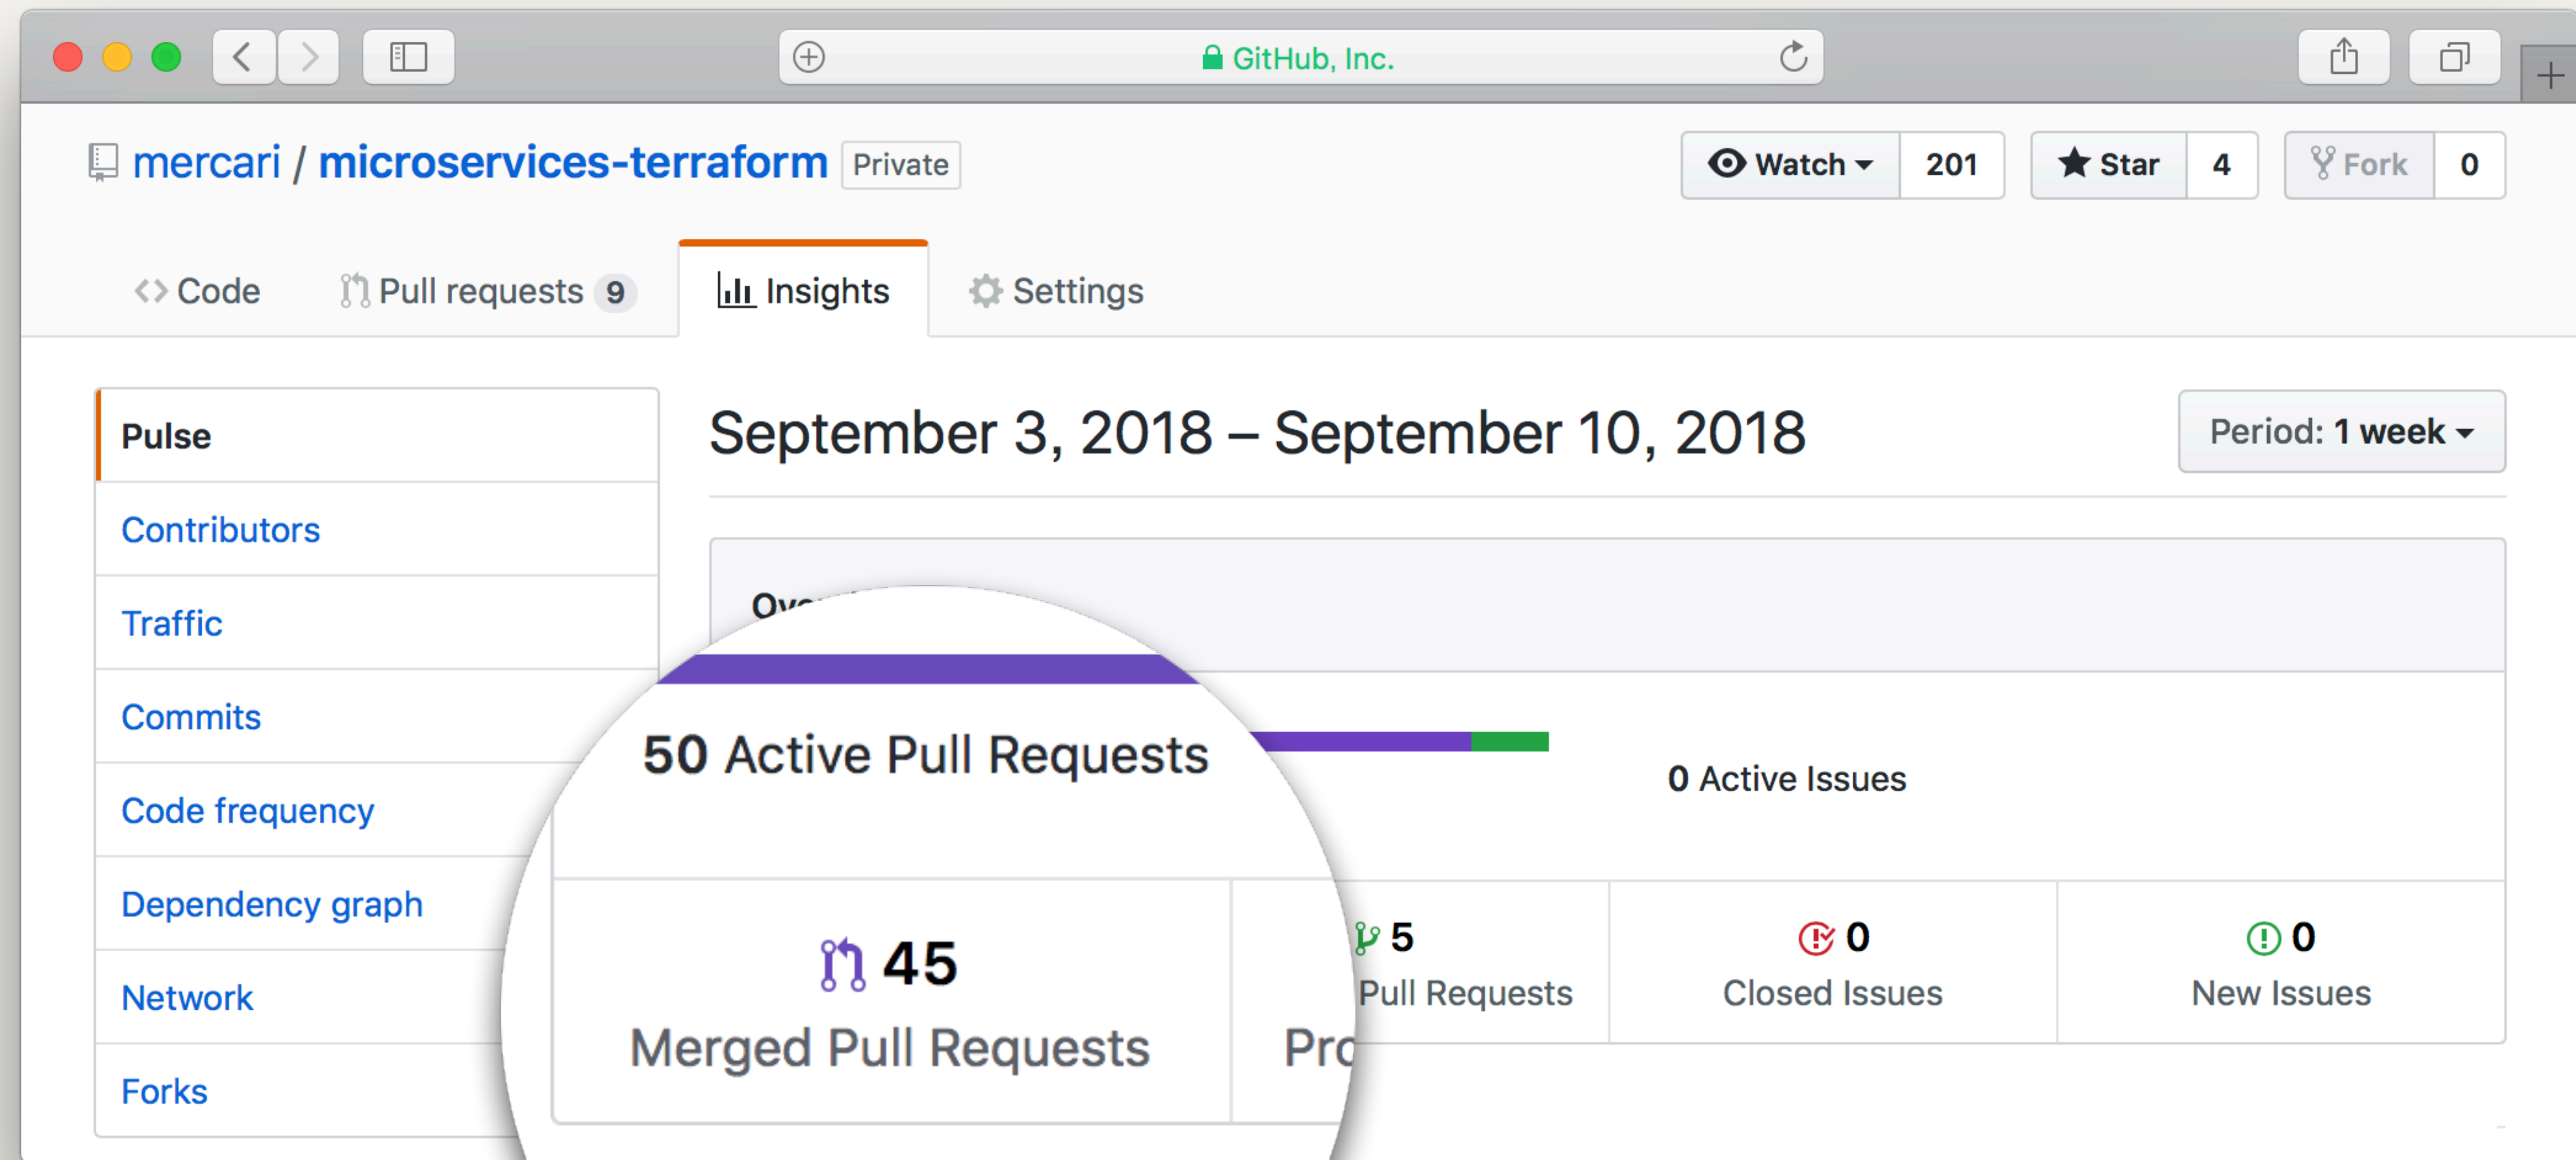 GitHub, Inc.
mercari / microservices-terraform Private
Watch 201 Star 4 Fork 0
Code Pull requests 9 Insights Settings
Pulse
Contributors
Traffic
Commits
Code frequency
Dependency graph
Network
Forks
September 3, 2018 – September 10, 2018
Period: 1 week
50 Active Pull Requests
0 Active Issues
45
Merged Pull Requests
5
Pull Requests
0
Closed Issues
0
New Issues